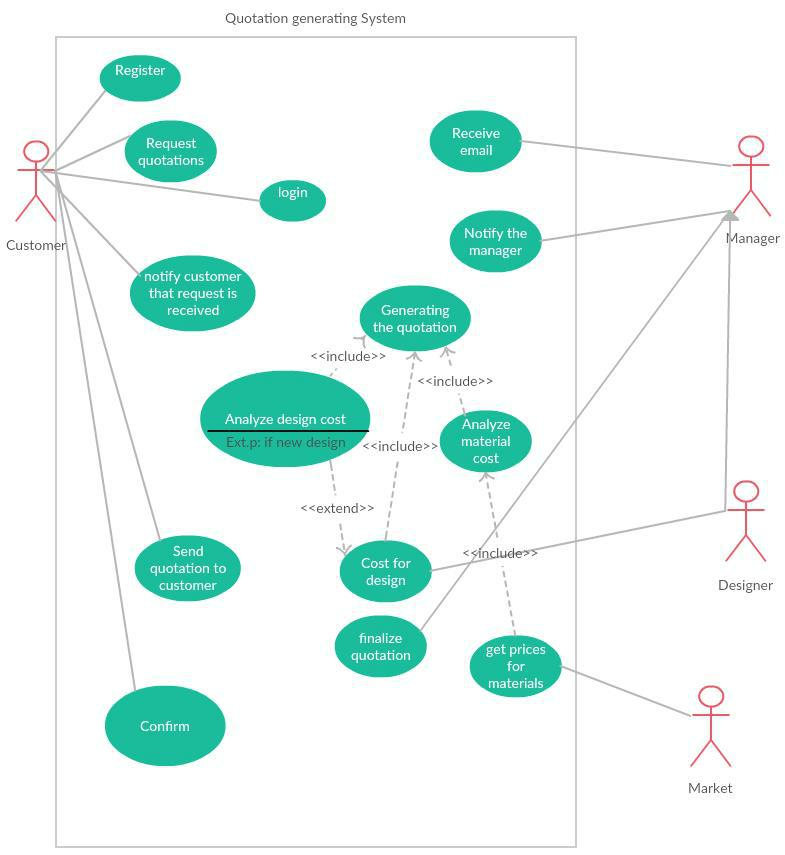 Quotation generating System
Register
Request
quotations
login
notify customer
that request is
received
Customer
Receive
email
Notify the
manager
Manager
Generating
the quotation
<<include>>
<<include>>
Analyze design cost
Ext.p: if new design
<<include>>
Analyze
material
cost
<<extend>>
<<include>>
Send
quotation to
customer
Cost for
design
Designer
finalize
quotation
get prices
for
materials
Confirm
Market